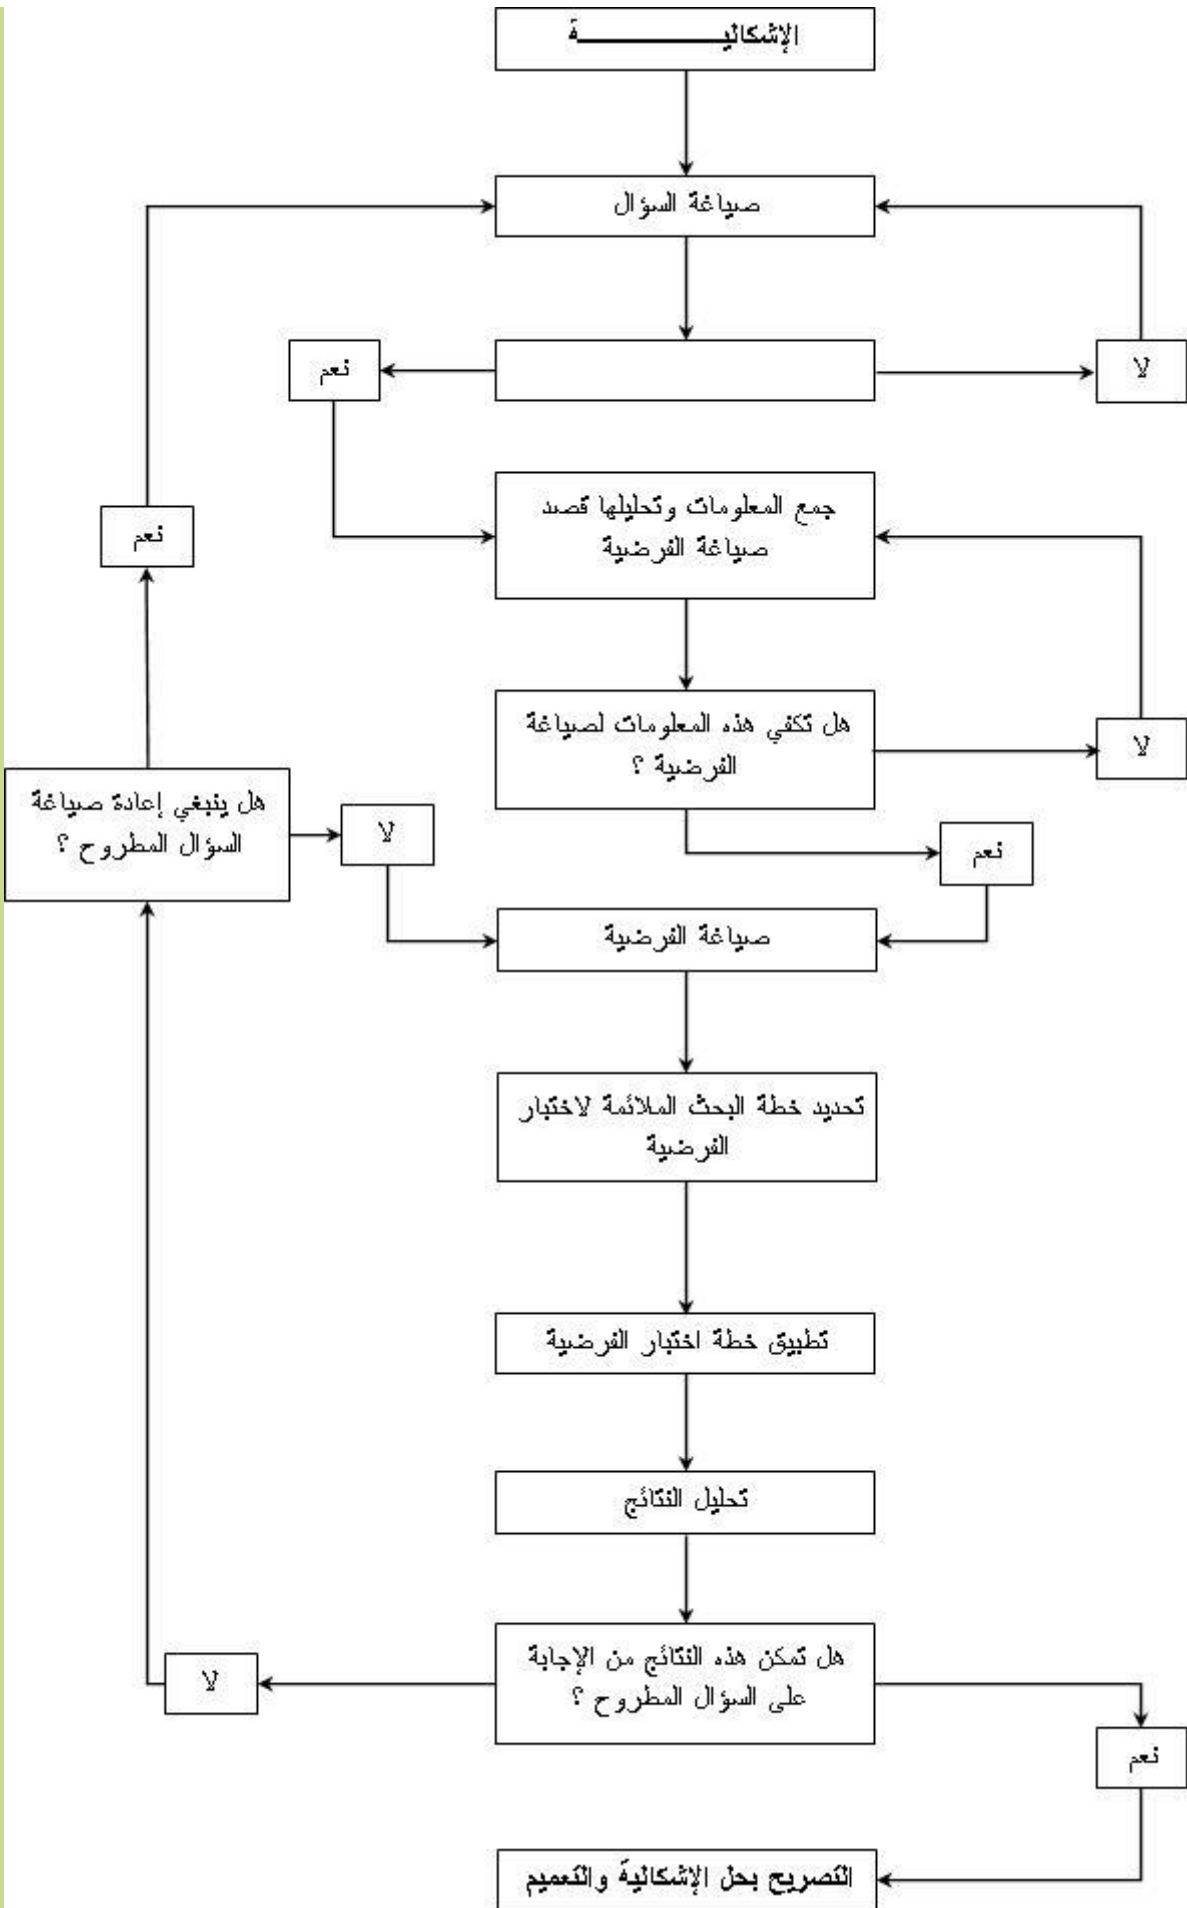 الإشكاليـــــــــــــــة
صياغة السؤال
نعم
لا
جمع المعلومات وتحليلها قصد
صياغة الفرضية
نعم
هل تكفي هذه المعلومات لصياغة
الفرضية ؟
لا
هل ينبغي إعادة صياغة
السؤال المطروح ؟
لا
نعم
صياغة الفرضية
تحديد خطة البحث الملائمة لاختبار
الفرضية
تطبيق خطة اختبار الفرضية
تحليل النتائج
هل تمكن هذه النتائج من الإجابة
على السؤال المطروح ؟
لا
نعم
التصريح بحل الإشكالية والتعميم